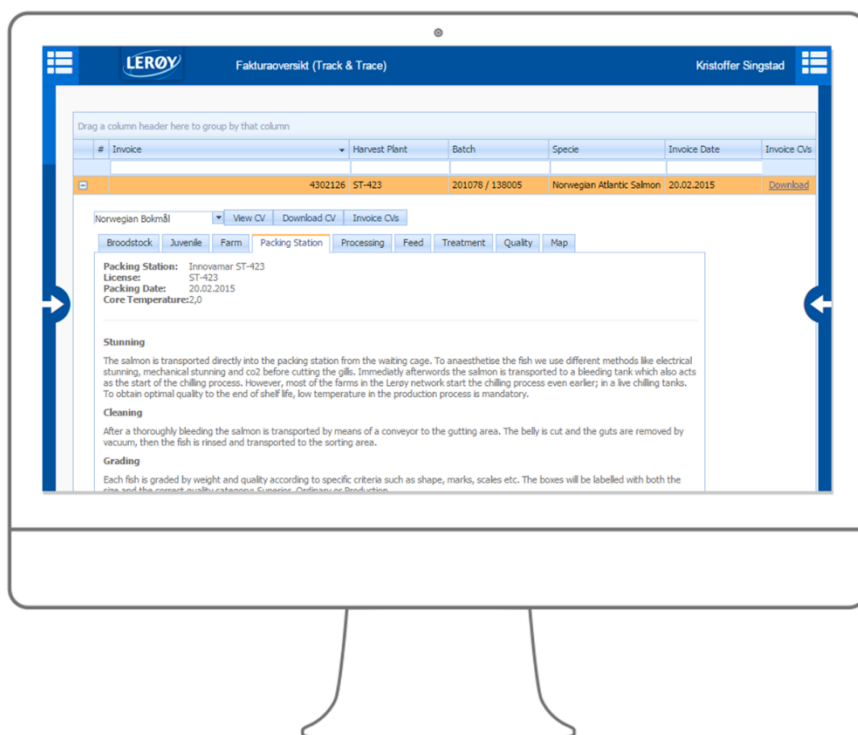 LERØY
Fakturaoversikt (Track & Trace)
Kristoffer Singstad
Drag a column header here to group by that column
# Invoice Harvest Plant Batch Specie Invoice Date Invoice CVs
4302126 ST-423 201078 / 138005 Norwegian Atlantic Salmon 20.02.2015 Download
Norwegian Bokmål View CV Download CV Invoice CVs
Broodstock Juvenile Farm Packing Station Processing Feed Treatment Quality Map
Packing Station: Innovamar ST-423
License: ST-423
Packing Date: 20.02.2015
Core Temperature:2,0
Stunning
The salmon is transported directly into the packing station from the waiting cage. To anaesthetise the fish we use different methods like electrical
stunning, mechanical stunning and co2 before cutting the gills. Immediatly afterwords the salmon is transported to a bleeding tank which also acts
as the start of the chilling process. However, most of the farms in the Lerøy network start the chilling process even earlier; in a live chilling tanks.
To obtain optimal quality to the end of shelf life, low temperature in the production process is mandatory.
Cleaning
After a thoroughly bleeding the salmon is transported by means of a conveyor to the gutting area. The belly is cut and the guts are removed by
vacuum, then the fish is rinsed and transported to the sorting area.
Grading
Each fish is graded by weight and quality according to specific criteria such as shape, marks, scales etc. The boxes will be labelled with both the
size and the correct quality category: Superior, Ordinary or Production